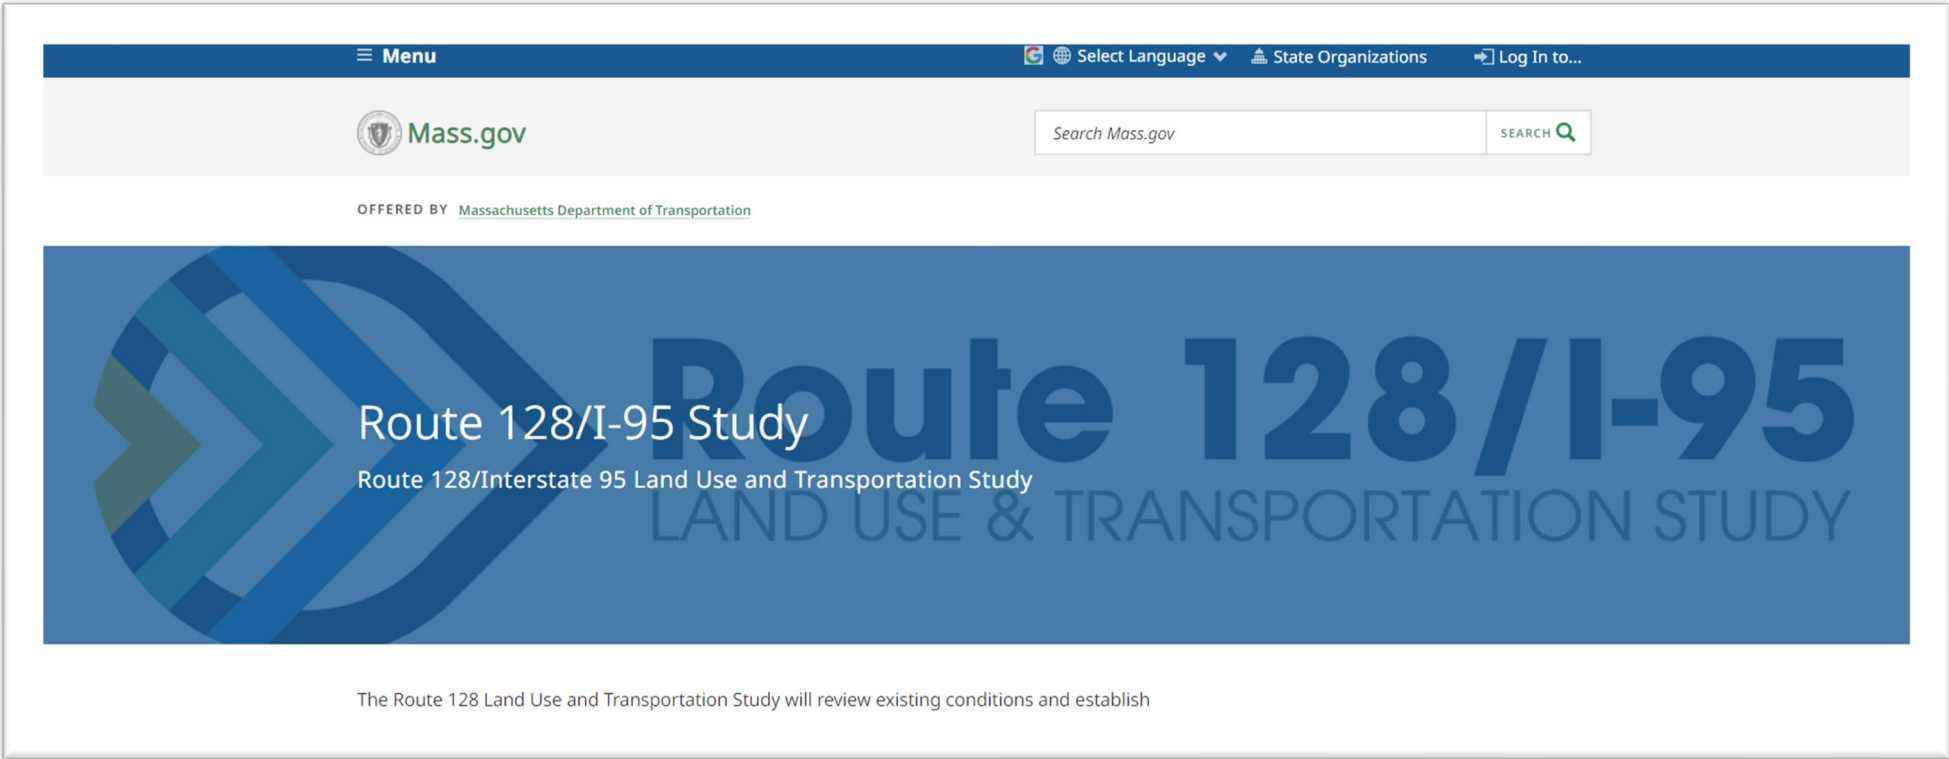 Menu
Select Language
State Organizations
Log In to...
Mass.gov
Search Mass.gov
SEARCH
OFFERED BY Massachusetts Department of Transportation
Route 128/I-95
LAND USE & TRANSPORTATION STUDY
Route 128/I-95 Study
Route 128/Interstate 95 Land Use and Transportation Study
The Route 128 Land Use and Transportation Study will review existing conditions and establish